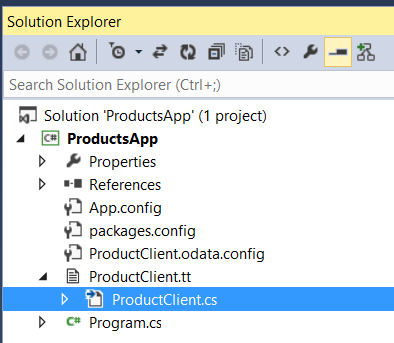 Solution Explorer
Search Solution Explorer (Ctrl+;)
Solution 'ProductsApp' (1 project)
C# ProductsApp
Properties
References
App.config
packages.config
ProductClient.odata.config
ProductClient.tt
ProductClient.cs
C# Program.cs